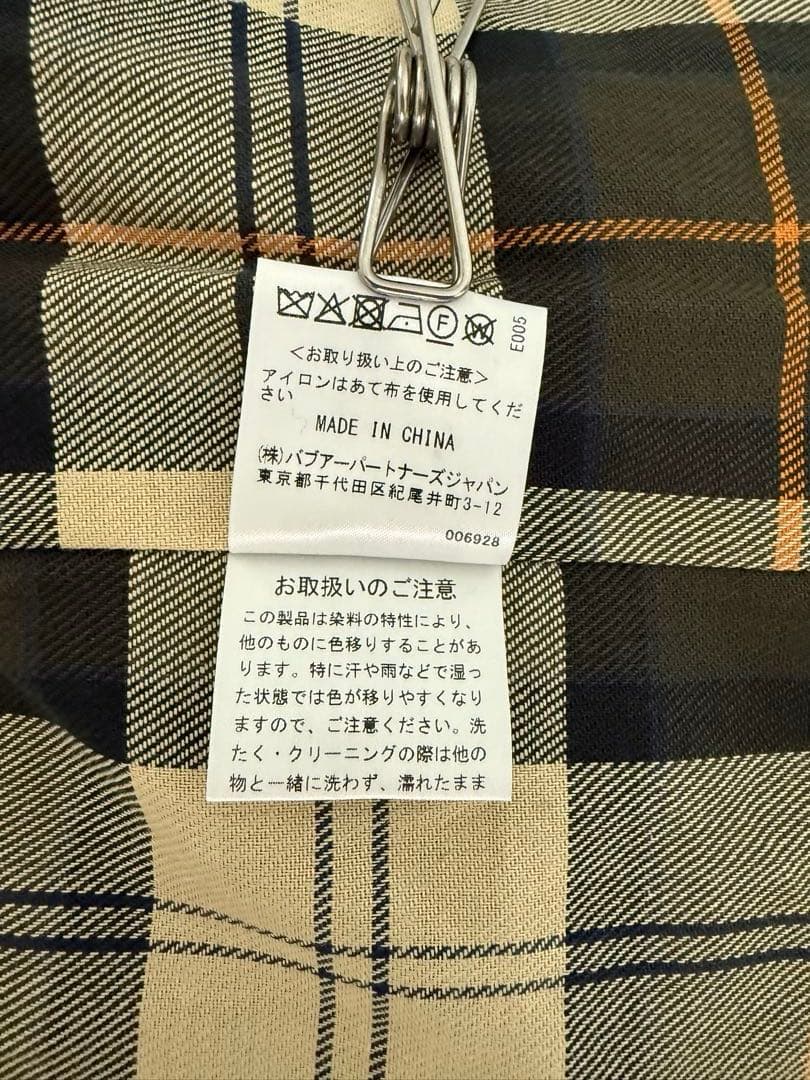 F
W
E005
＜お取り扱い上のご注意＞
アイロンはあて布を使用してくだ
さい
MADE IN CHINA
(株)バブアーパートナーズジャパン
東京都千代田区紀尾井町3-12
006928
お取扱いのご注意
この製品は染料の特性により、
他のものに色移りすることがあ
ります。特に汗や雨などで湿っ
た状態では色が移りやすくなり
ますので、ご注意ください。洗
たく・クリーニングの際は他の
物と一緒に洗わず、濡れたまま